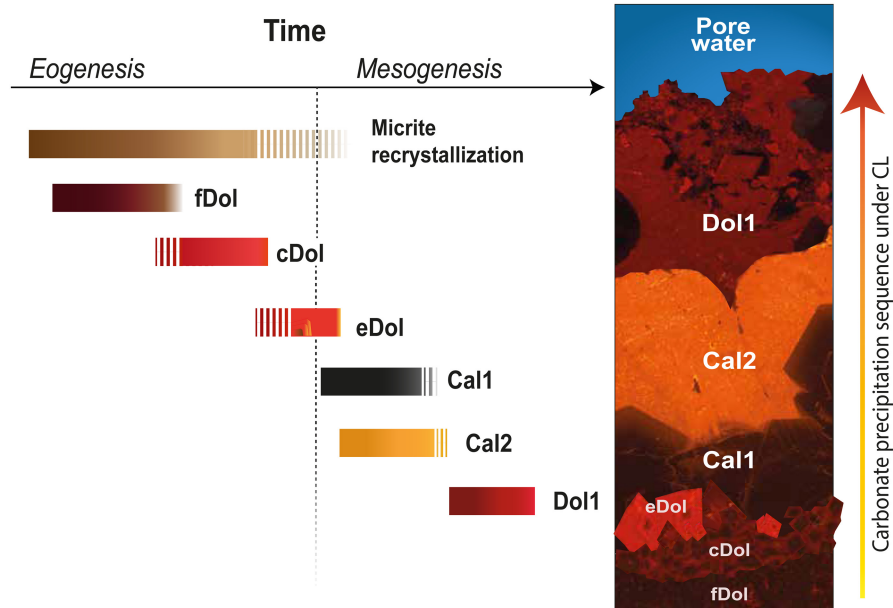 Time
Eogenesis
Mesogenesis
Micrite
recrystallization
fDol
cDol
eDol
Cal1
Cal2
Dol1
Pore
water
Dol1
Cal2
Cal1
eDol
cDol
fDol
Carbonate precipitation sequence under CL